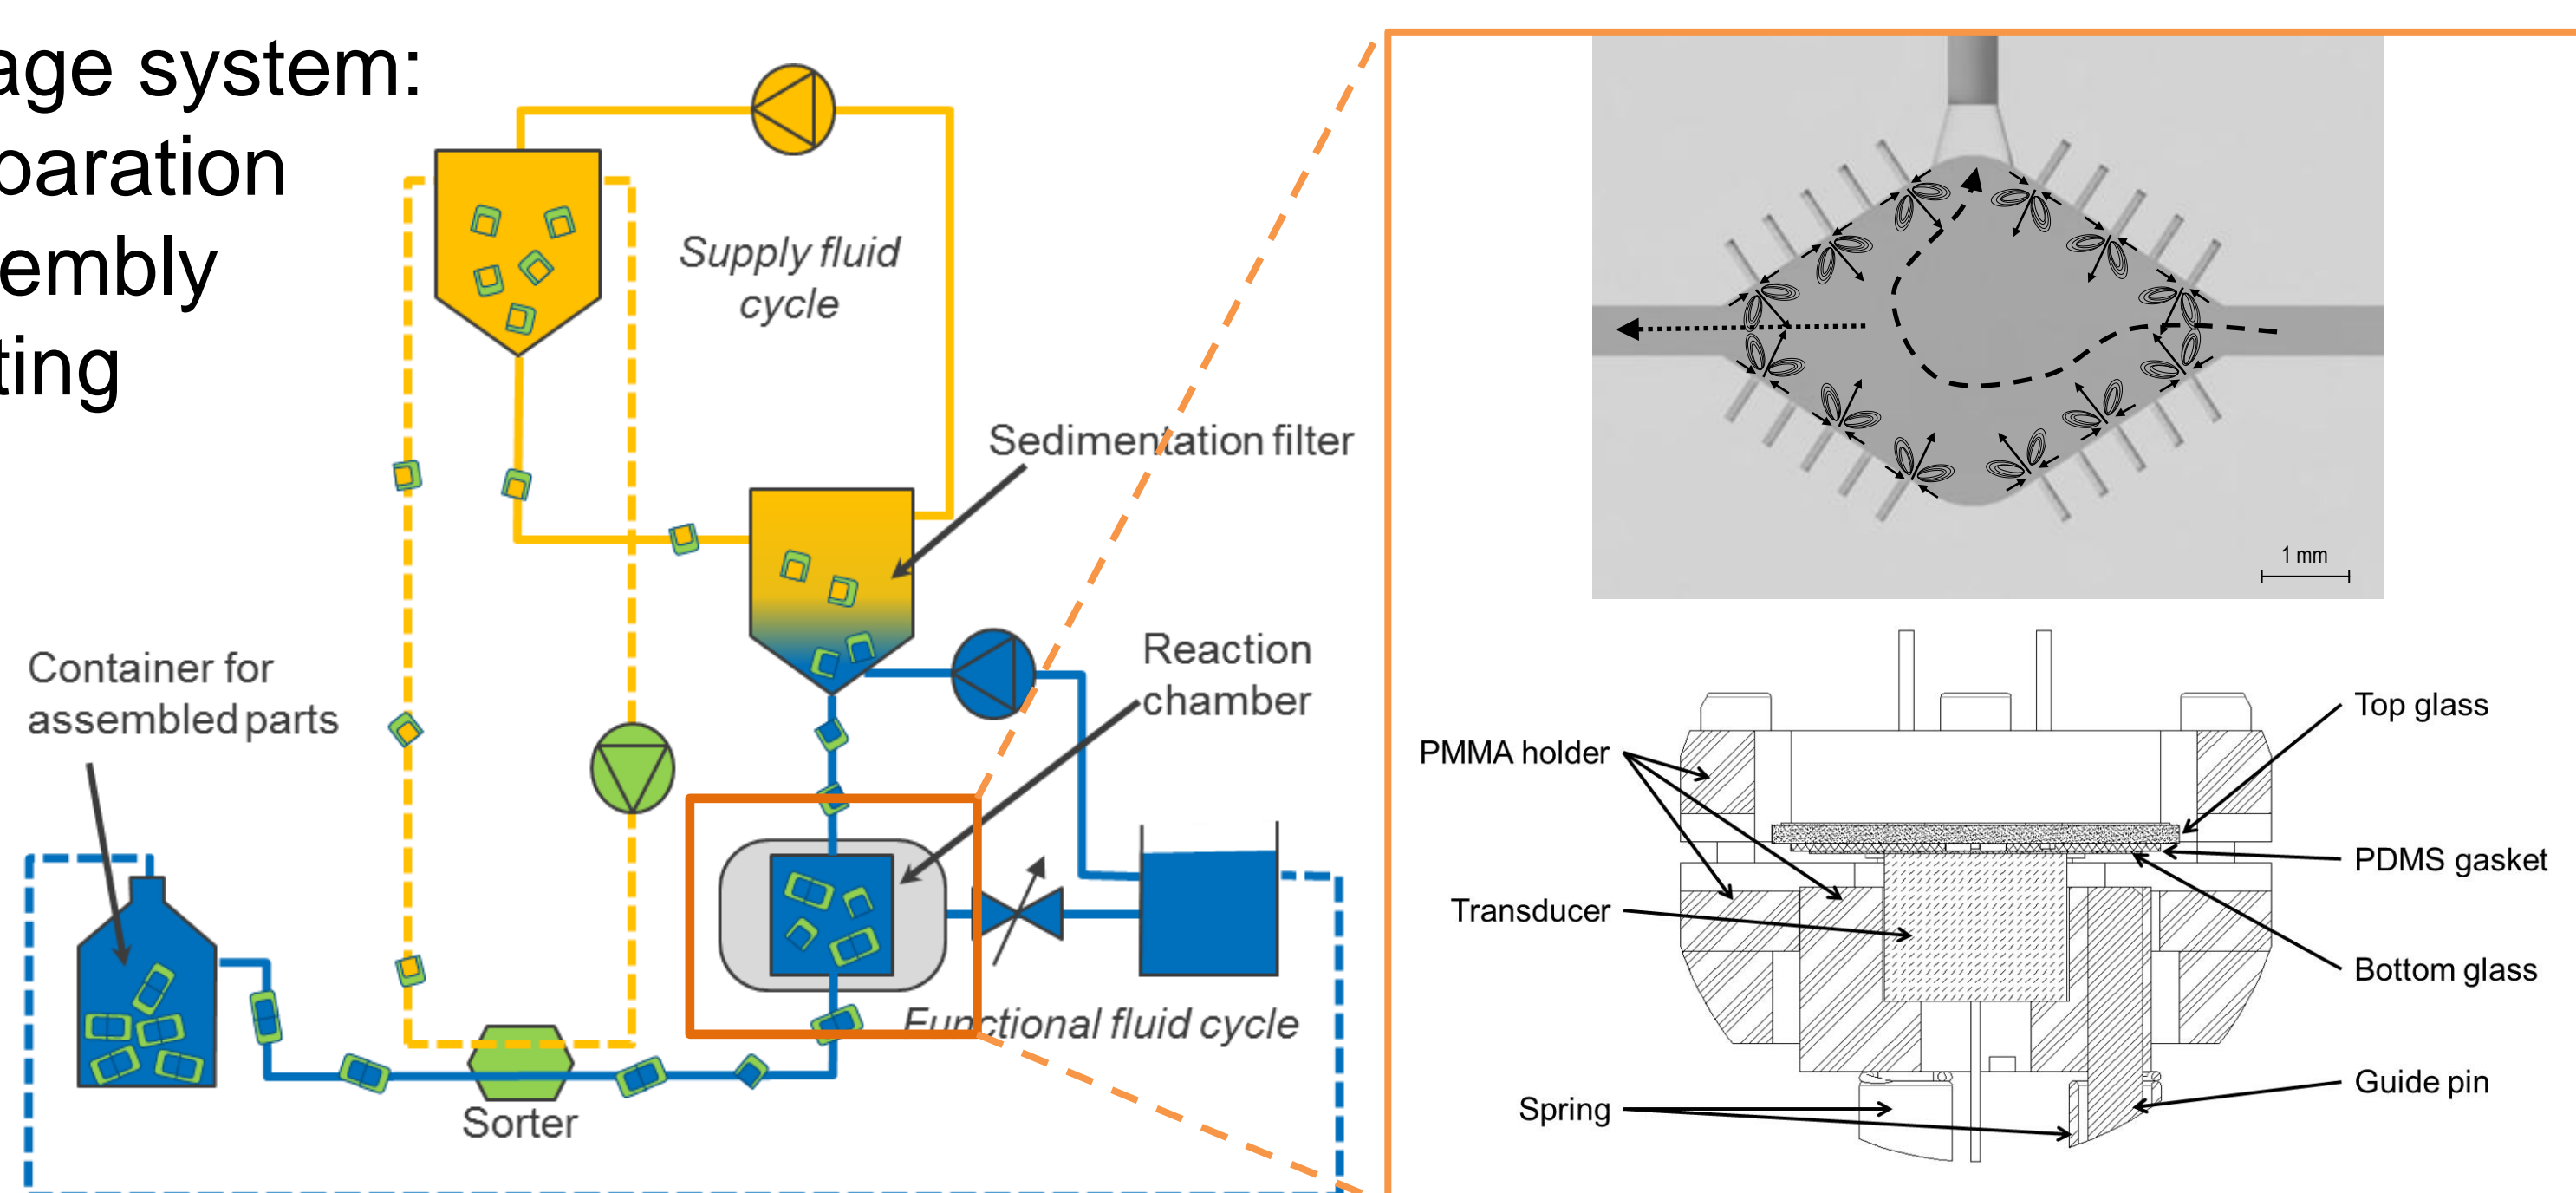 age system:
paration
embly
ting
Supply fluid
cycle
Sedimentation filter
Container for
assembled parts
Reaction
chamber
Functional fluid cycle
Sorter
1 mm
PMMA holder
Transducer
Spring
Top glass
PDMS gasket
Bottom glass
Guide pin